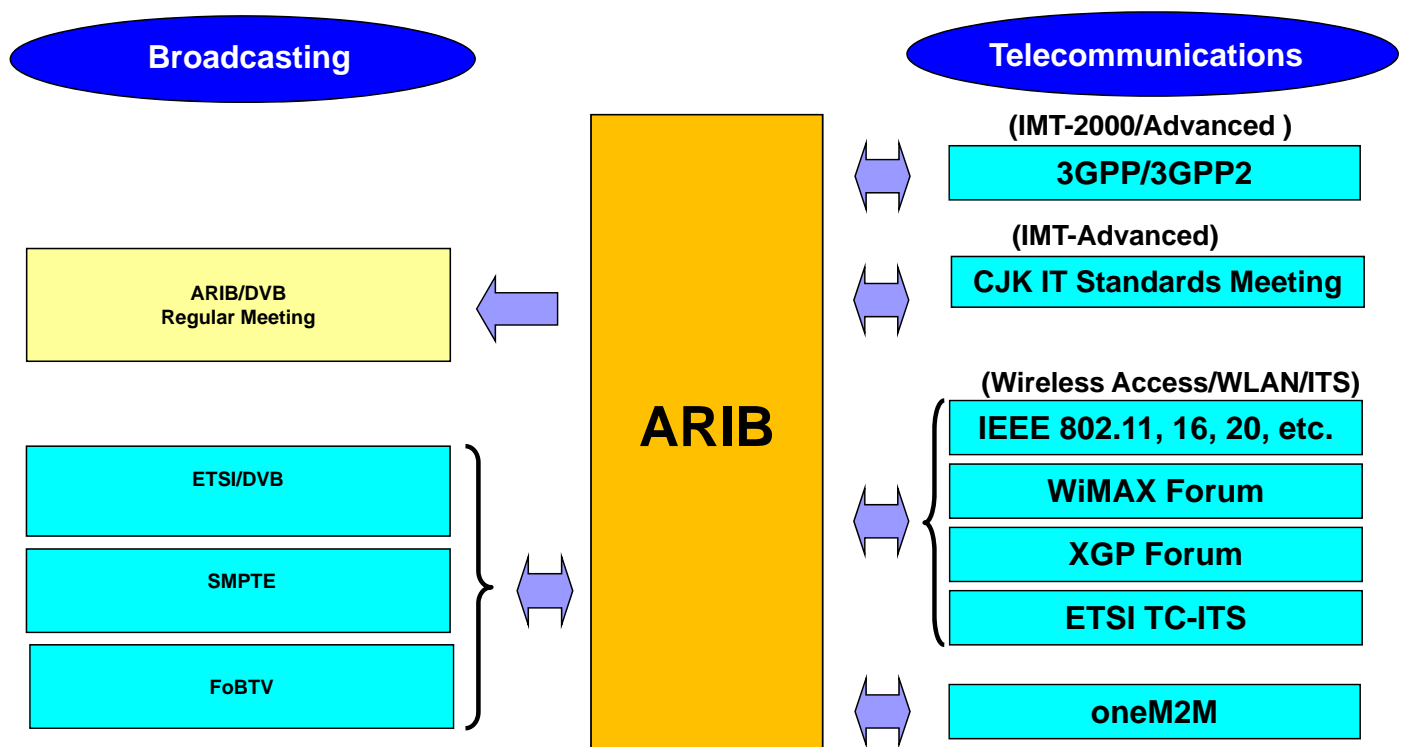 Broadcasting
Telecommunications
(IMT-2000/Advanced )
3GPP/3GPP2
(IMT-Advanced)
CJK IT Standards Meeting
ARIB/DVB
Regular Meeting
(Wireless Access/WLAN/ITS)
ARIB
IEEE 802.11, 16, 20, etc.
ETSI/DVB
WiMAX Forum
XGP Forum
SMPTE
ETSI TC-ITS
FoBTV
oneM2M